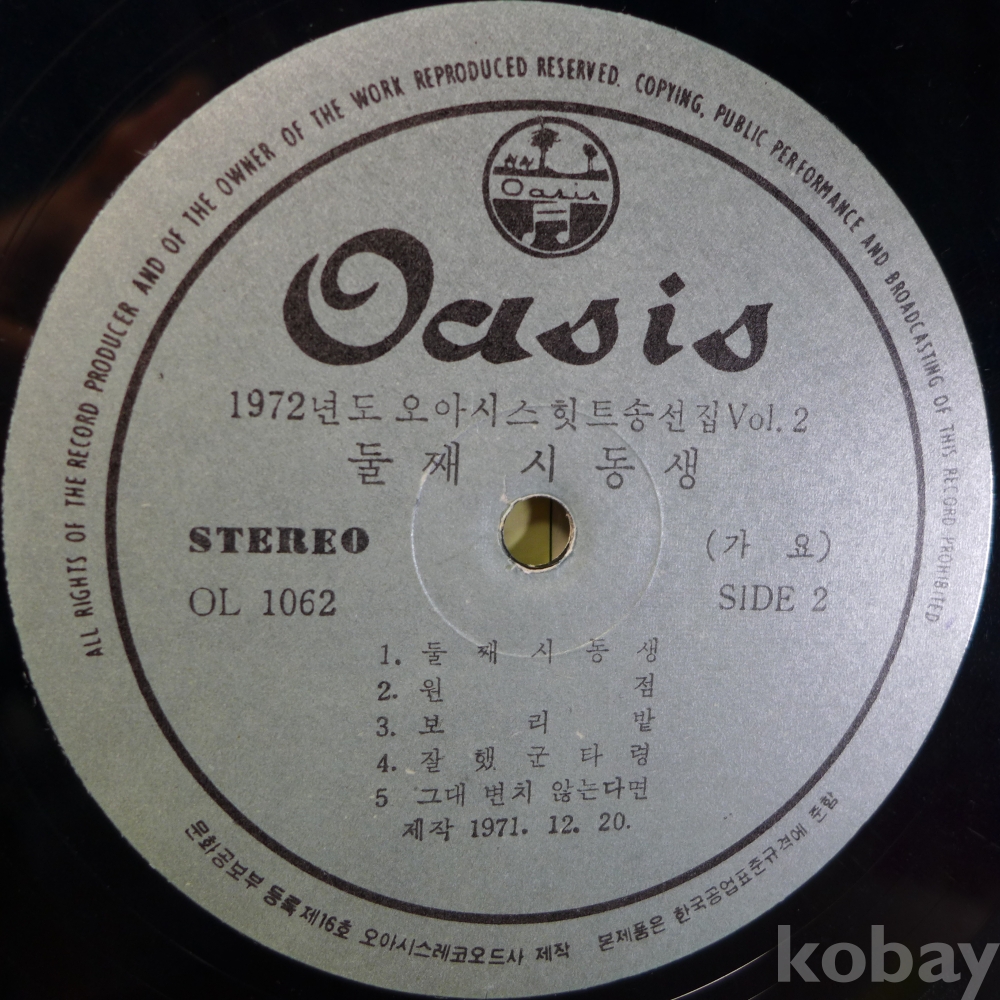 ALL RIGHTS OF THE RECORD PRODUCER AND OF THE OWNER OF THE WORK REPRODUCED RESERVED. COPYING, PUBLIC PERFORMANCE AND BROADCASTING OF THIS RECORD PROHIBITED
Oasis
Oasis
1972년도 오아시스 힛트송선집 Vol. 2
둘째 시동생
STEREO
(가 요)
OL 1062
SIDE 2
1. 둘 째 시 동 생
2. 원 점
3. 보 리 밭
4. 잘 했 군 타 령
5 그대 변치 않는다면
제작 1971. 12. 20.
문화공보부 등록 제16호 오아시스레코오드사 제작 본제품은 한국공업표준규격에 준함
kobay